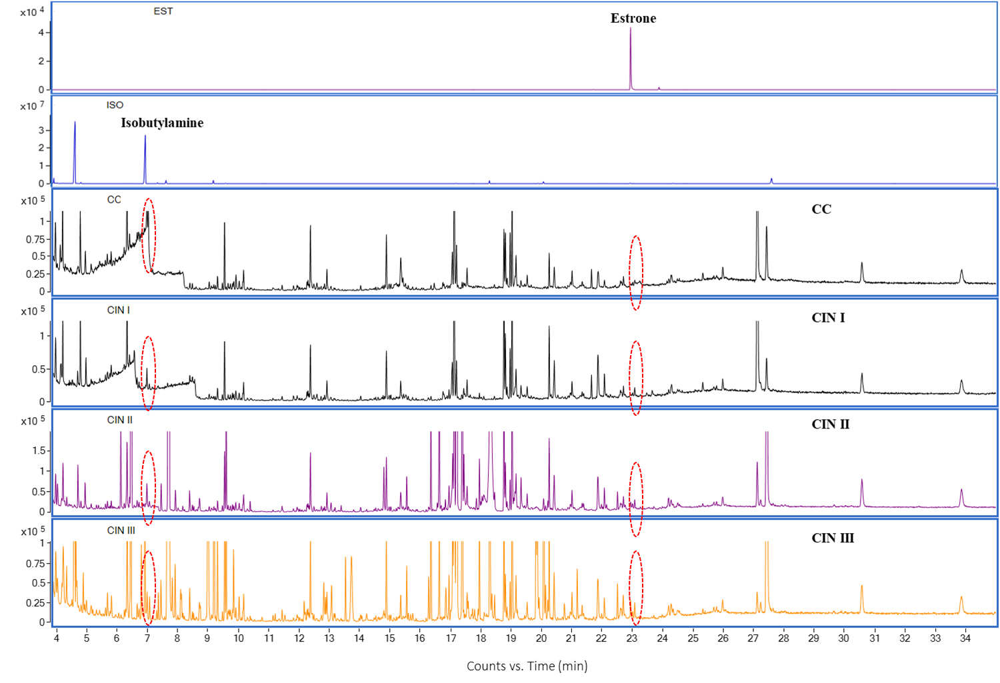 x10 4
EST
Estrone
4
2
0
x10 7
ISO
Isobutylamine
3
2
1
0
x10 5
CC
CC
1
0.75
0.5
0.25
0
x10 5
CIN I
CIN I
1
0.5
0
x10 5
CIN II
CIN II
1.5
1
0.5
0
x10 5
CIN III
CIN III
1
0.75
0.5
0.25
0
4 5 6 7 8 9 10 11 12 13 14 15 16 17 18 19 20 21 22 23 24 25 26 27 28 29 30 31 32 33 34
Counts vs. Time (min)